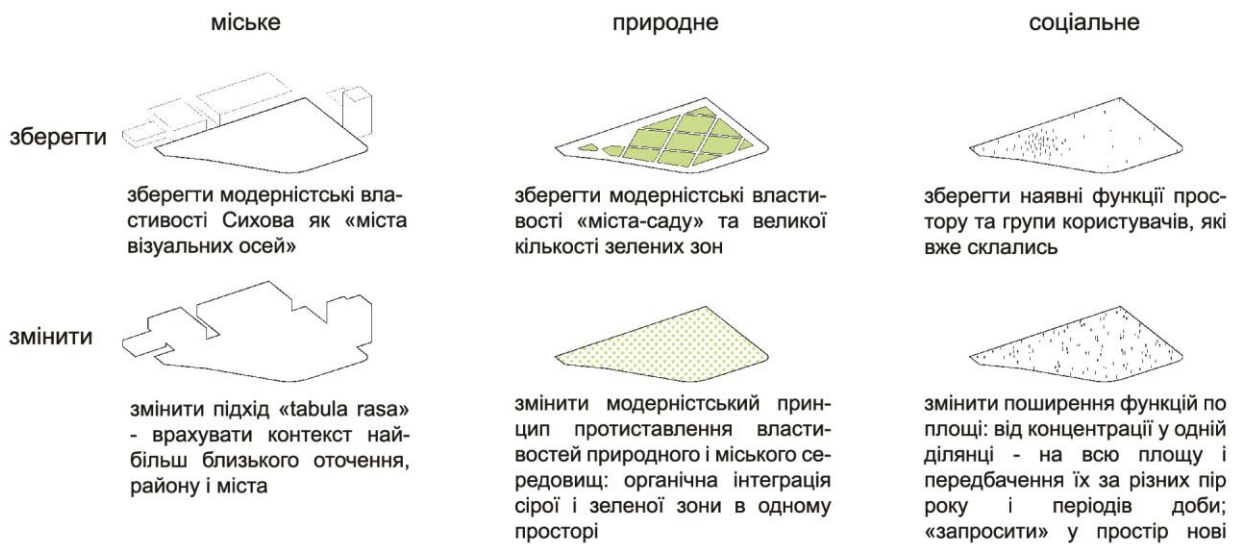 міське
природне
соціальне
зберегти
зберегти модерністські вла-
стивості Сихова як «міста
візуальних осей»
зберегти модерністські власти-
вості «міста-саду» та великої
кількості зелених зон
зберегти наявні функції прос-
тору та групи користувачів, які
вже склались
змінити
змінити підхід «tabula rasa»
- врахувати контекст най-
більш близького оточення,
району і міста
змінити модерністський прин-
цип протиставлення власти-
востей природного і міського се-
редовищ: органічна інтеграція
сірої і зеленої зони в одному
просторі
змінити поширення функцій по
площі: від концентрації у одній
ділянці - на всю площу і
передбачення їх за різних пір
року і періодів доби;
«запросити» у простір нові